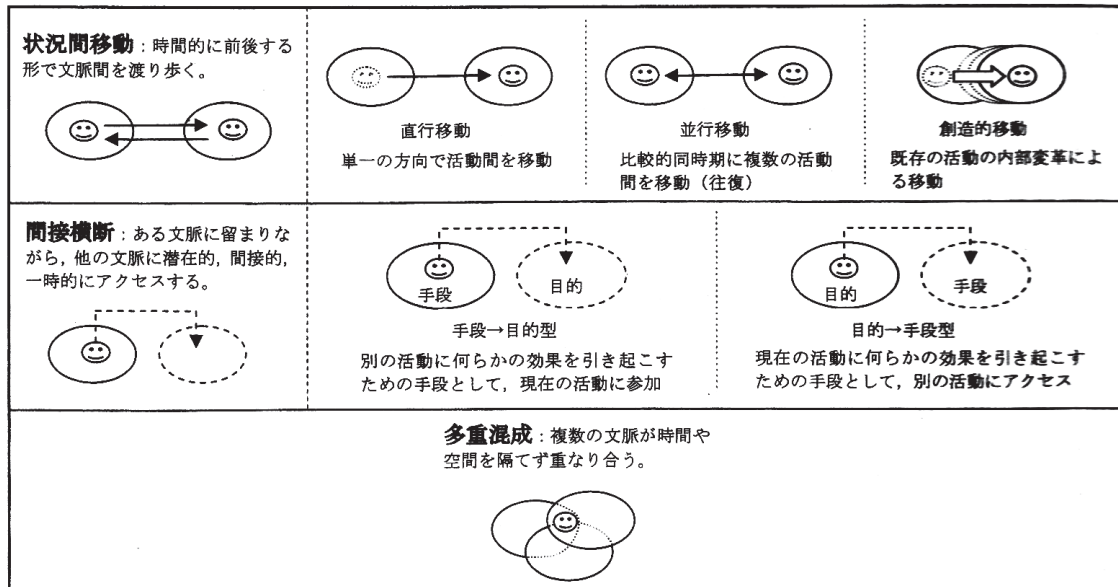 状況間移動：時間的に前後する
形で文脈間を渡り歩く。
直行移動
単一の方向で活動間を移動
並行移動
比較的同時期に複数の活動
間を移動（往復）
創造的移動
既存の活動の内部変革によ
る移動
間接横断：ある文脈に留まりな
がら，他の文脈に潜在的，間接的，
一時的にアクセスする。
手段
目的
手段→目的型
別の活動に何らかの効果を引き起こす
ための手段として，現在の活動に参加
目的
手段
目的→手段型
現在の活動に何らかの効果を引き起こす
ための手段として，別の活動にアクセス
多重混成：複数の文脈が時間や
空間を隔てず重なり合う。